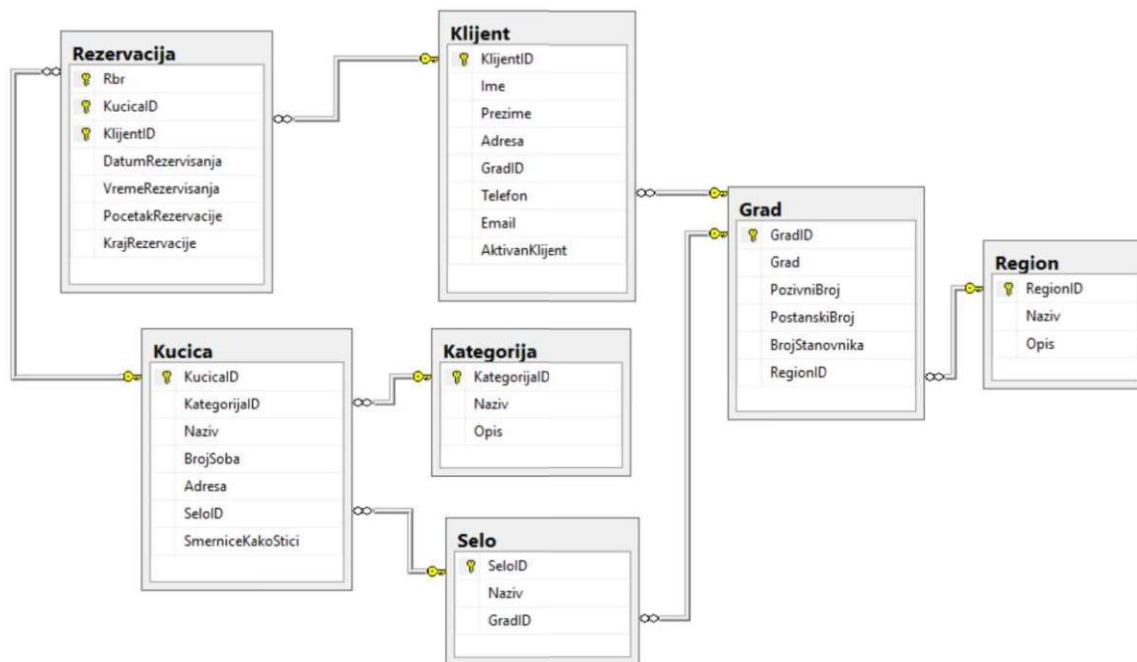 Rezervacija
Rbr
KucicaID
KlijentID
DatumRezervisanja
VremeRezervisanja
PocetakRezervacije
KrajRezervacije
Klijent
KlijentID
Ime
Prezime
Adresa
GradID
Telefon
Email
AktivanKlijent
Grad
GradID
Grad
PozivniBroj
PostanskiBroj
BrojStanovnika
RegionID
Region
RegionID
Naziv
Opis
Kucica
KucicaID
KategorijaID
Naziv
BrojSoba
Adresa
SeloID
SmerniceKakoStici
Kategorija
KategorijaID
Naziv
Opis
Selo
SeloID
Naziv
GradID